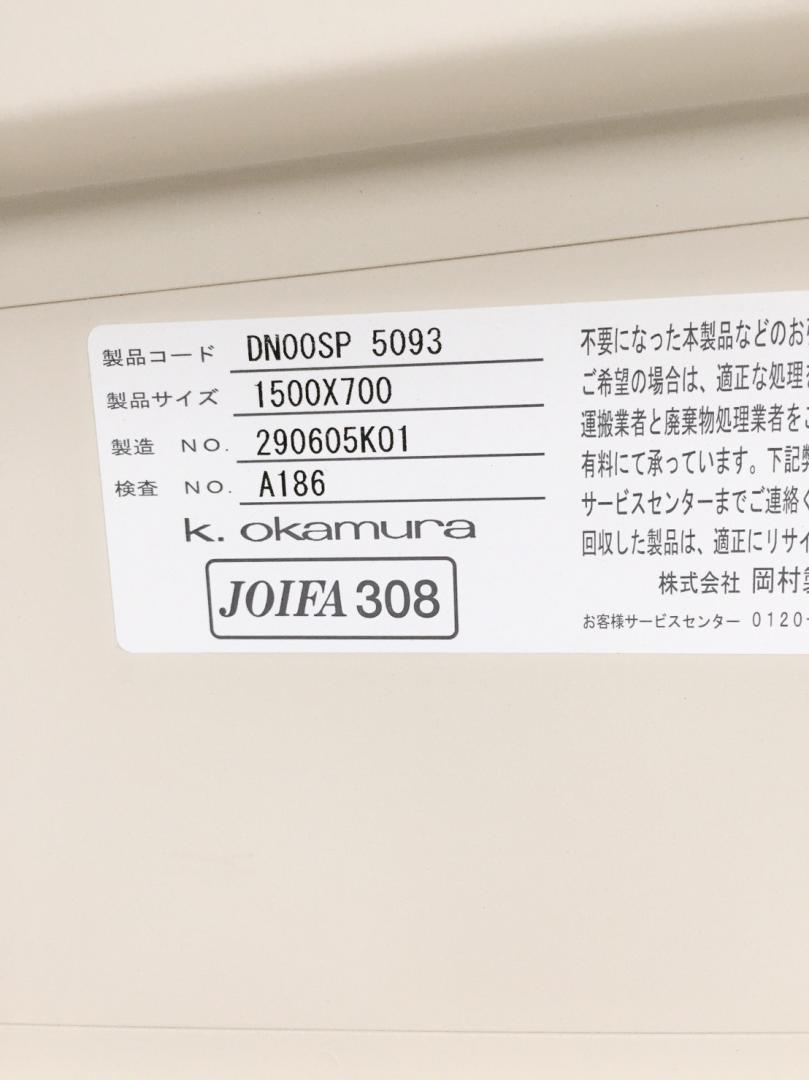 製品コード DN00SP 5093
製品サイズ 1500X700
製造 NO. 290605K01
検査 NO. A186
k. okamura
JOIFA 308
不要になった本製品などのお
ご希望の場合は、適正な処理
運搬業者と廃棄物処理業者を
有料にて承っています。下記
サービスセンターまでご連絡
回収した製品は、適正にリサイ
株式会社 岡村
お客様サービスセンター 0120-